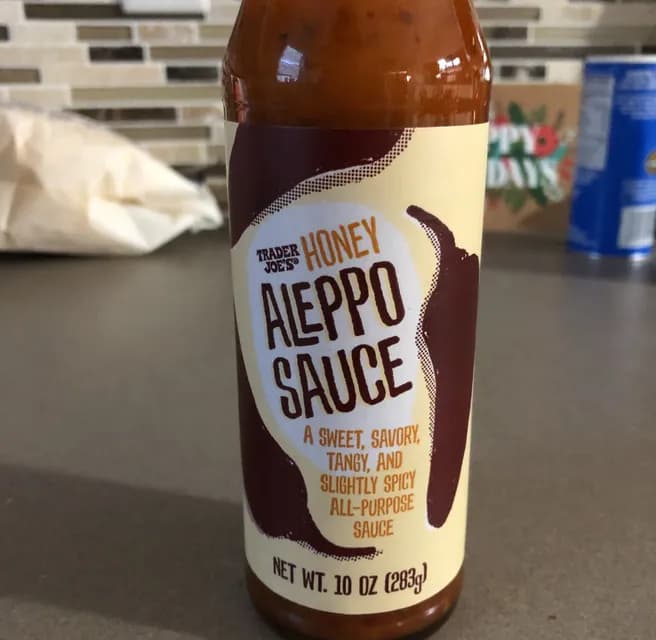 TRADER
JOE'S®
HONEY
ALEPPO
SAUCE
A SWEET, SAVORY,
TANGY, AND
SLIGHTLY SPICY
ALL-PURPOSE
SAUCE
NET WT. 10 OZ (283g)